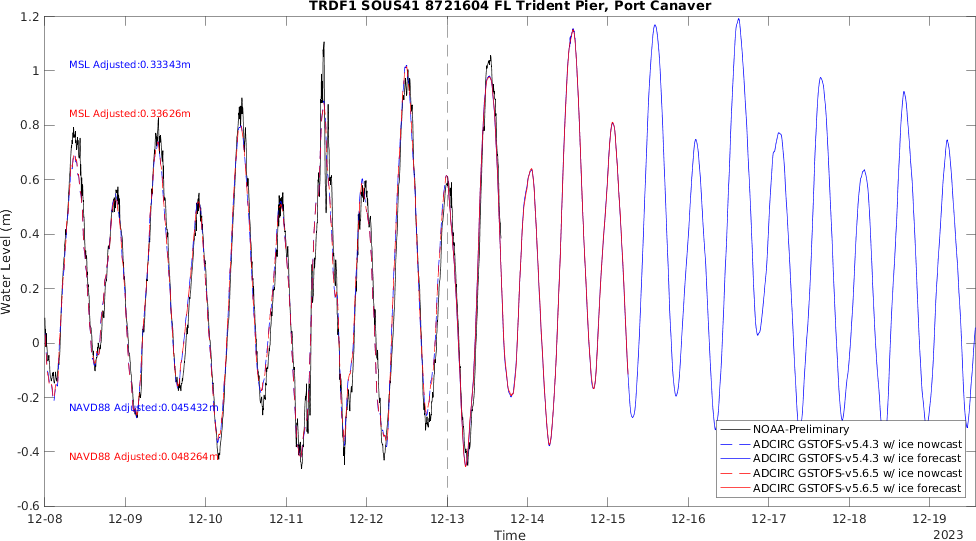 TRDF1 SOUS41 8721604 FL Trident Pier, Port Canaver
1.2
1
0.8
0.6
0.4
0.2
0
-0.2
-0.4
-0.6
Water Level (m)
MSL Adjusted:0.33343m
MSL Adjusted:0.33626m
NAVD88 Adjusted:0.045432m
NAVD88 Adjusted:0.048264m
NOAA-Preliminary
ADCIRC GSTOFS-v5.4.3 w/ ice nowcast
ADCIRC GSTOFS-v5.4.3 w/ ice forecast
ADCIRC GSTOFS-v5.6.5 w/ ice nowcast
ADCIRC GSTOFS-v5.6.5 w/ ice forecast
12-08 12-09 12-10 12-11 12-12 12-13 12-14 12-15 12-16 12-17 12-18 12-19
Time
2023